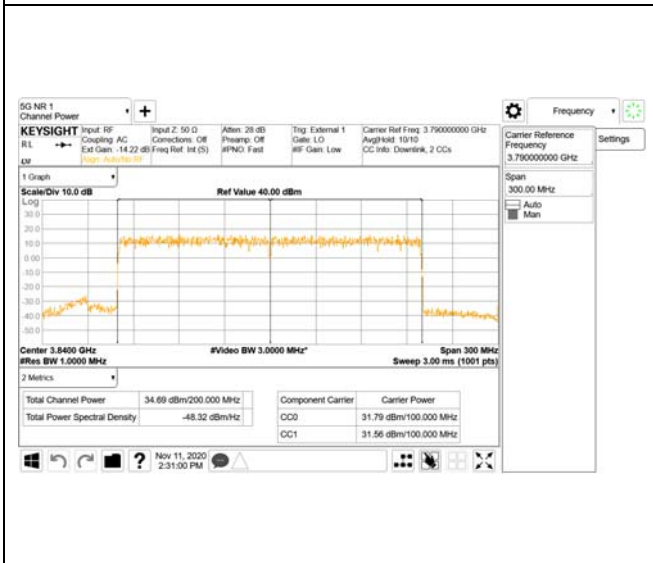 5G NR 1
Channel Power
Frequency
KEYSIGHT
RL
Input: RF
Coupling: AC
Ext Gain: -14.22 dB
Align: Auto/No RF
Input Z: 50 Ω
Corrections: Off
Freq Ref: Int (S)
Atten: 28 dB
Preamp: Off
#PNO: Fast
Trig: External 1
Gate: LO
#IF Gain: Low
Carrier Ref Freq: 3.790000000 GHz
Avg|Hold: 10/10
CC Info: Downlink, 2 CCs
Carrier Reference
Frequency
3.790000000 GHz
Settings
Span
300.00 MHz
Auto
Man
1 Graph
Scale/Div 10.0 dB
Ref Value 40.00 dBm
Log
30.0
20.0
10.0
0.00
-10.0
-20.0
-30.0
-40.0
-50.0
Center 3.8400 GHz
#Video BW 3.0000 MHz*
Span 300 MHz
#Res BW 1.0000 MHz
Sweep 3.00 ms (1001 pts)
2 Metrics
Total Channel Power 34.69 dBm/200.000 MHz
Total Power Spectral Density -48.32 dBm/Hz
Component Carrier Carrier Power
CC0 31.79 dBm/100.000 MHz
CC1 31.56 dBm/100.000 MHz
?
Nov 11, 2020
2:31:00 PM